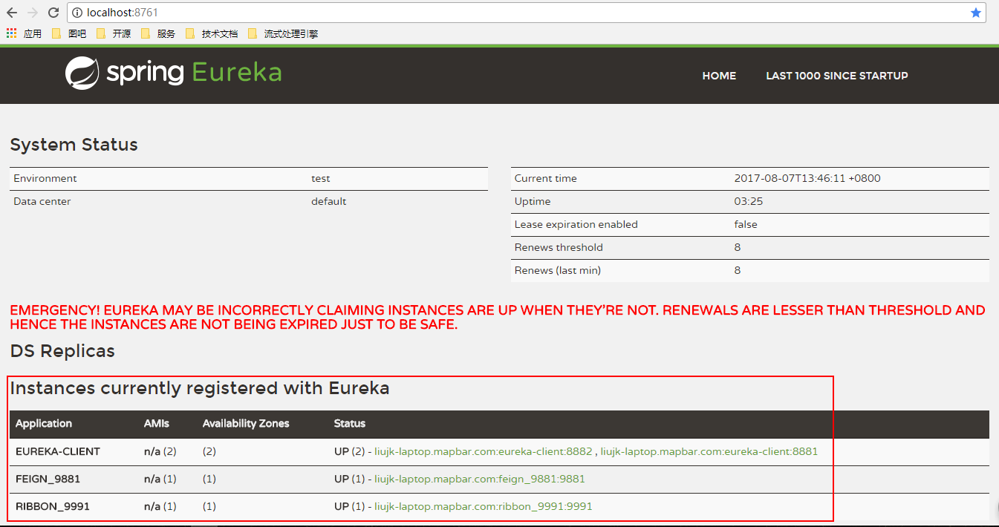 localhost:8761
应用 图吧 开源 服务 技术文档 流式处理引擎
spring Eureka
HOME LAST 1000 SINCE STARTUP
System Status
Environment test
Data center default
Current time 2017-08-07T13:46:11 +0800
Uptime 03:25
Lease expiration enabled false
Renews threshold 8
Renews (last min) 8
EMERGENCY! EUREKA MAY BE INCORRECTLY CLAIMING INSTANCES ARE UP WHEN THEY'RE NOT. RENEWALS ARE LESSER THAN THRESHOLD AND
HENCE THE INSTANCES ARE NOT BEING EXPIRED JUST TO BE SAFE.
DS Replicas
Instances currently registered with Eureka
Application AMIs Availability Zones Status
EUREKA-CLIENT n/a (2) (2) UP (2) - liujk-laptop.mapbar.com:eureka-client:8882 , liujk-laptop.mapbar.com:eureka-client:8881
FEIGN_9881 n/a (1) (1) UP (1) - liujk-laptop.mapbar.com:feign_9881:9881
RIBBON_9991 n/a (1) (1) UP (1) - liujk-laptop.mapbar.com:ribbon_9991:9991